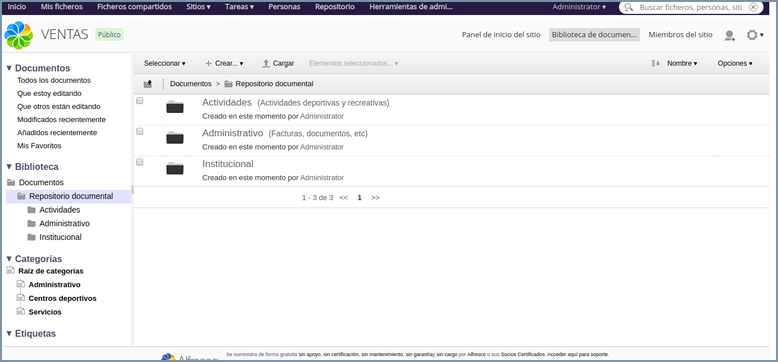 Inicio Mis ficheros Ficheros compartidos Sitios ▾ Tareas ▾ Personas Repositorio Herramientas de admi... Administrator ▾ Buscar ficheros, personas, siti
VENTAS Público Panel de inicio del sitio Biblioteca de documen... Miembros del sitio
Seleccionar ▾ Crear... ▾ Cargar Elementos seleccionados... ▾ Nombre ▾ Opciones ▾
Documentos > Repositorio documental
▾ Documentos
Todos los documentos
Que estoy editando
Que otros están editando
Modificados recientemente
Añadidos recientemente
Mis Favoritos
▾ Biblioteca
Documentos
Repositorio documental
Actividades
Administrativo
Institucional
▾ Categorías
Raíz de categorías
Administrativo
Centros deportivos
Servicios
▾ Etiquetas
Actividades (Actividades deportivas y recreativas)
Creado en este momento por Administrator
Administrativo (Facturas, documentos, etc)
Creado en este momento por Administrator
Institucional
Creado en este momento por Administrator
1 - 3 de 3 << 1 >>
Alfresco Se suministra de forma gratuita sin apoyo, sin certificación, sin mantenimiento, sin garantíay sin cargo por Alfresco o sus Socios Certificados. Acceder aquí para soporte.